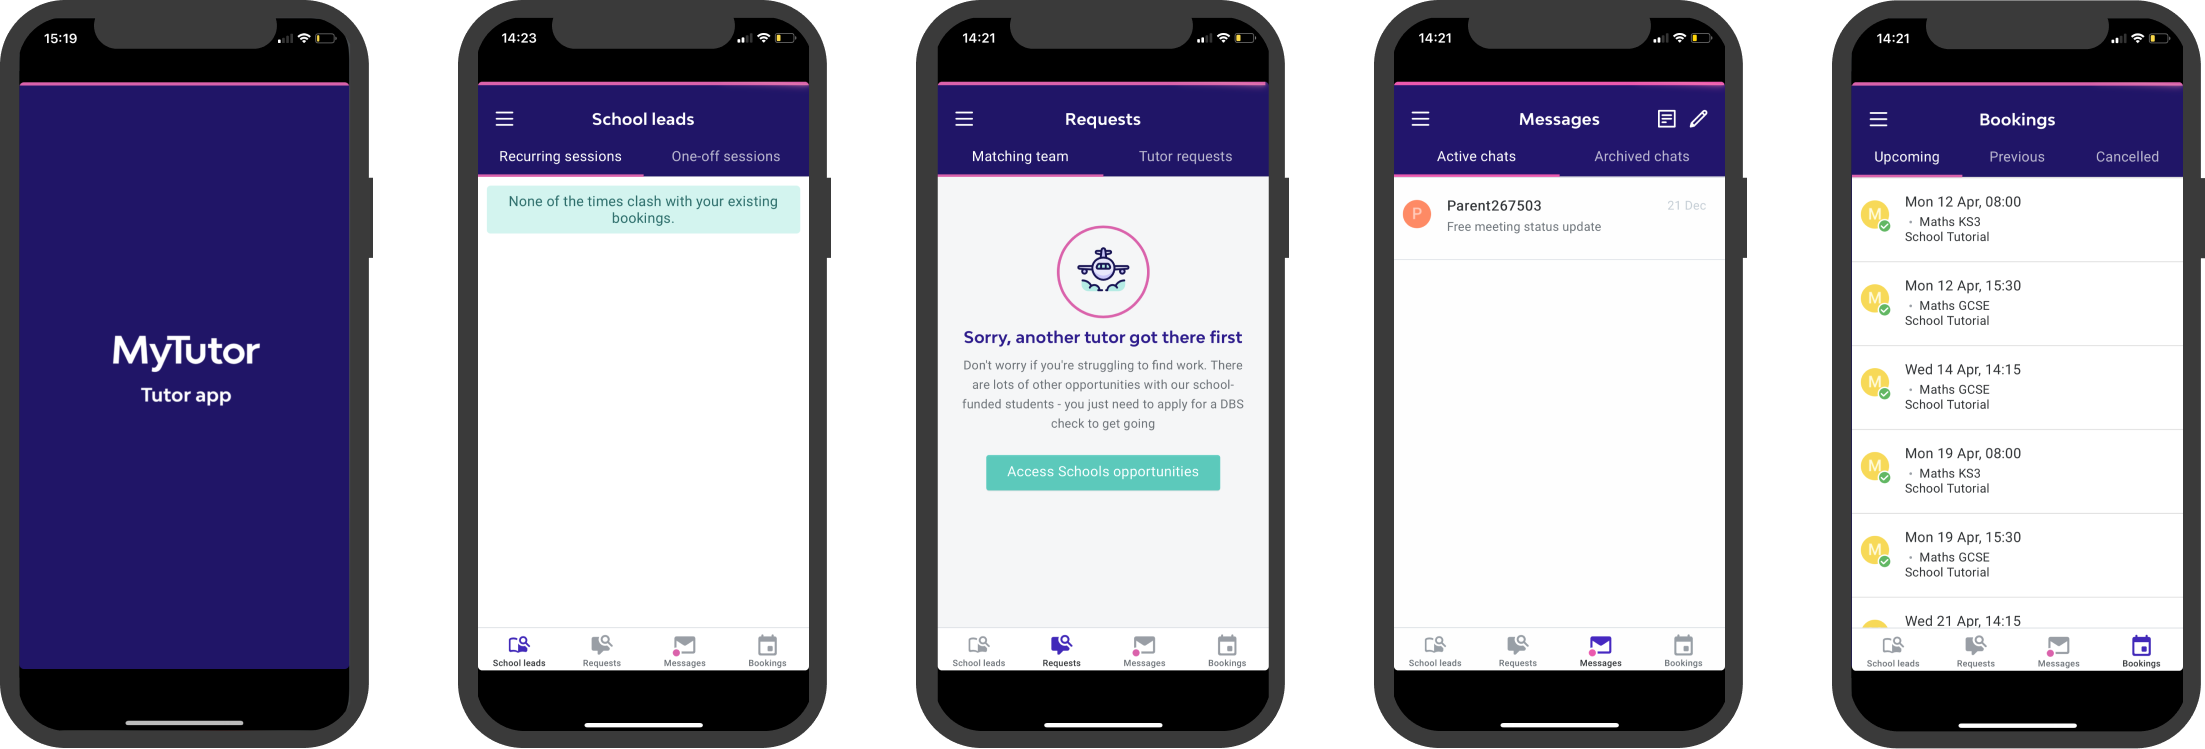 15:19
MyTutor
Tutor app
14:23
School leads
Recurring sessions
One-off sessions
None of the times clash with your existing
bookings.
School leads
Requests
Messages
Bookings
14:21
Requests
Matching team
Tutor requests
Sorry, another tutor got there first
Don't worry if you're struggling to find work. There
are lots of other opportunities with our school-
funded students - you just need to apply for a DBS
check to get going
Access Schools opportunities
School leads
Requests
Messages
Bookings
14:21
Messages
Active chats
Archived chats
P
Parent267503
21 Dec
Free meeting status update
School leads
Requests
Messages
Bookings
14:21
Bookings
Upcoming
Previous
Cancelled
M
Mon 12 Apr, 08:00
• Maths KS3
School Tutorial
M
Mon 12 Apr, 15:30
• Maths GCSE
School Tutorial
M
Wed 14 Apr, 14:15
• Maths GCSE
School Tutorial
M
Mon 19 Apr, 08:00
• Maths KS3
School Tutorial
M
Mon 19 Apr, 15:30
• Maths GCSE
School Tutorial
Wed 21 Apr, 14:15
School leads
Requests
Messages
Bookings